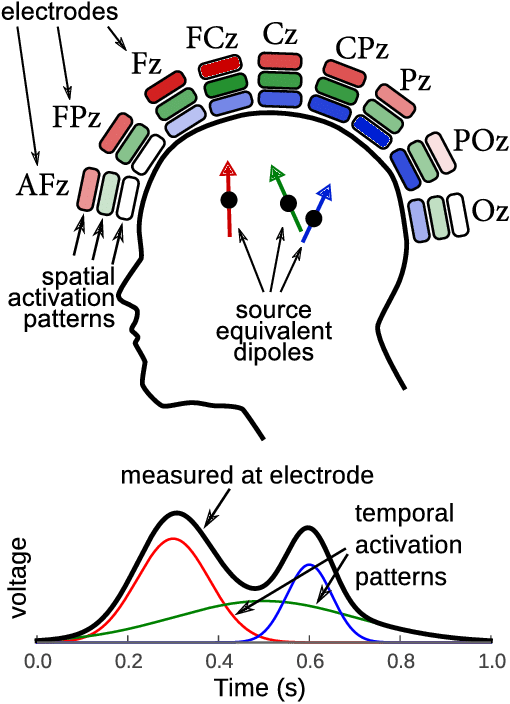 electrodes
Fz
FCz
Cz
CPz
Pz
FPz
POz
AFz
Oz
spatial
activation
patterns
source
equivalent
dipoles
measured at electrode
temporal
activation
patterns
voltage
0.0 0.2 0.4 0.6 0.8 1.0
Time (s)